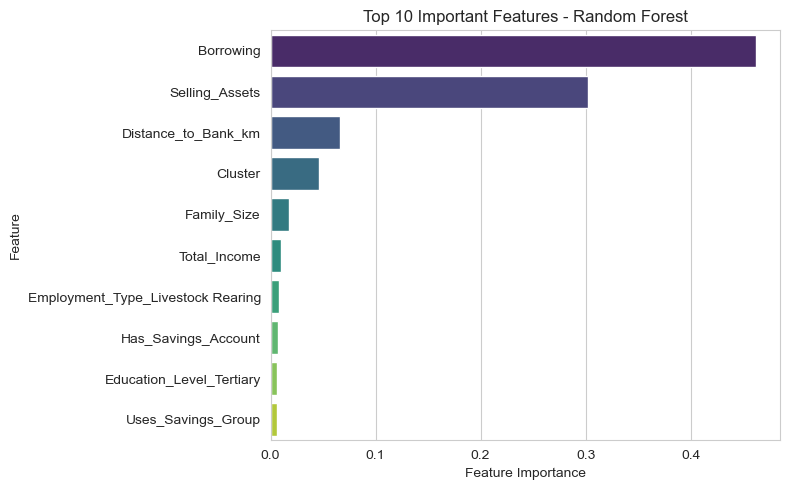 Top 10 Important Features - Random Forest
Feature
Borrowing
Selling_Assets
Distance_to_Bank_km
Cluster
Family_Size
Total_Income
Employment_Type_Livestock Rearing
Has_Savings_Account
Education_Level_Tertiary
Uses_Savings_Group
0.0 0.1 0.2 0.3 0.4
Feature Importance